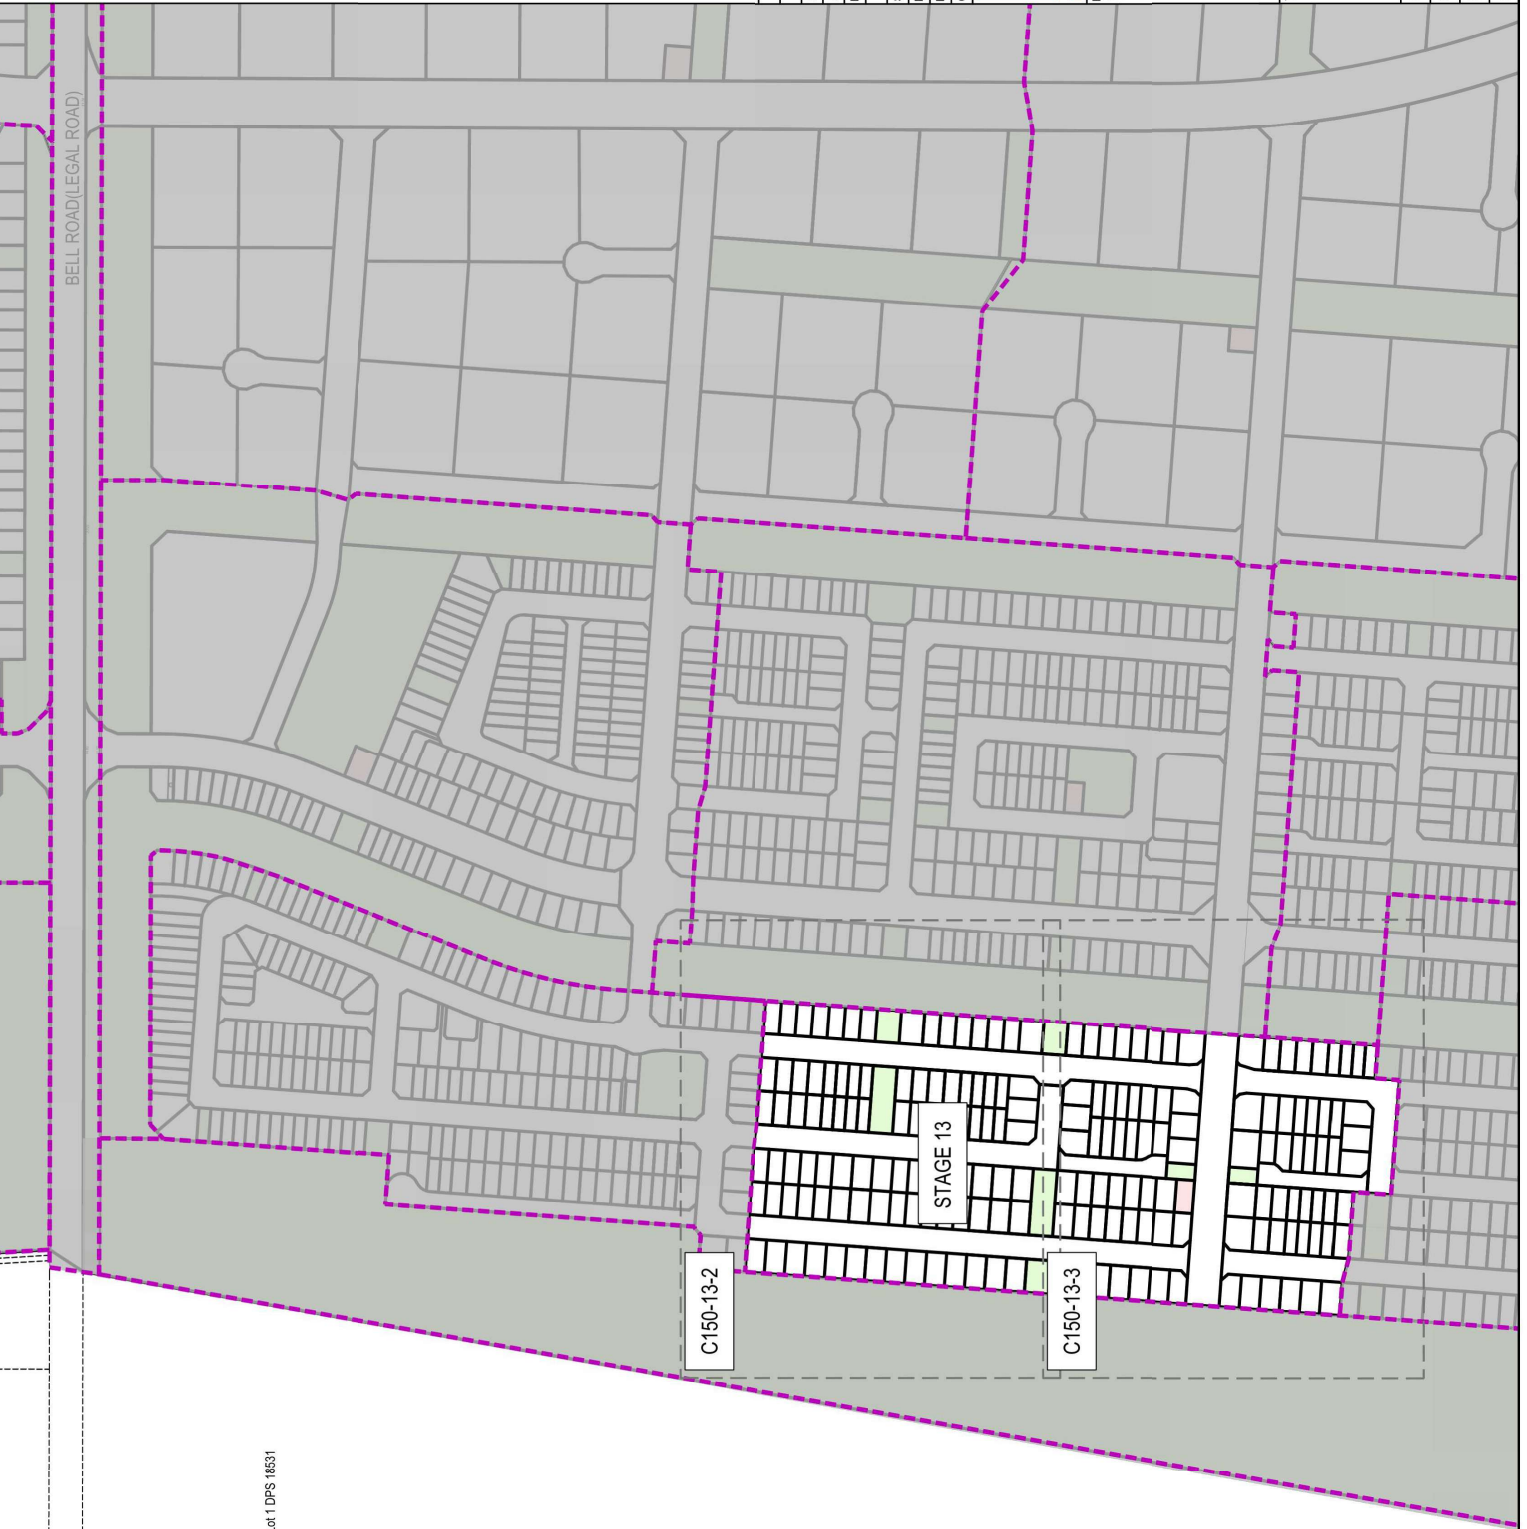 BELL ROAD(LEGAL ROAD)
STAGE 13
C150-13-2
C150-13-3
ot 1 DPS 18531